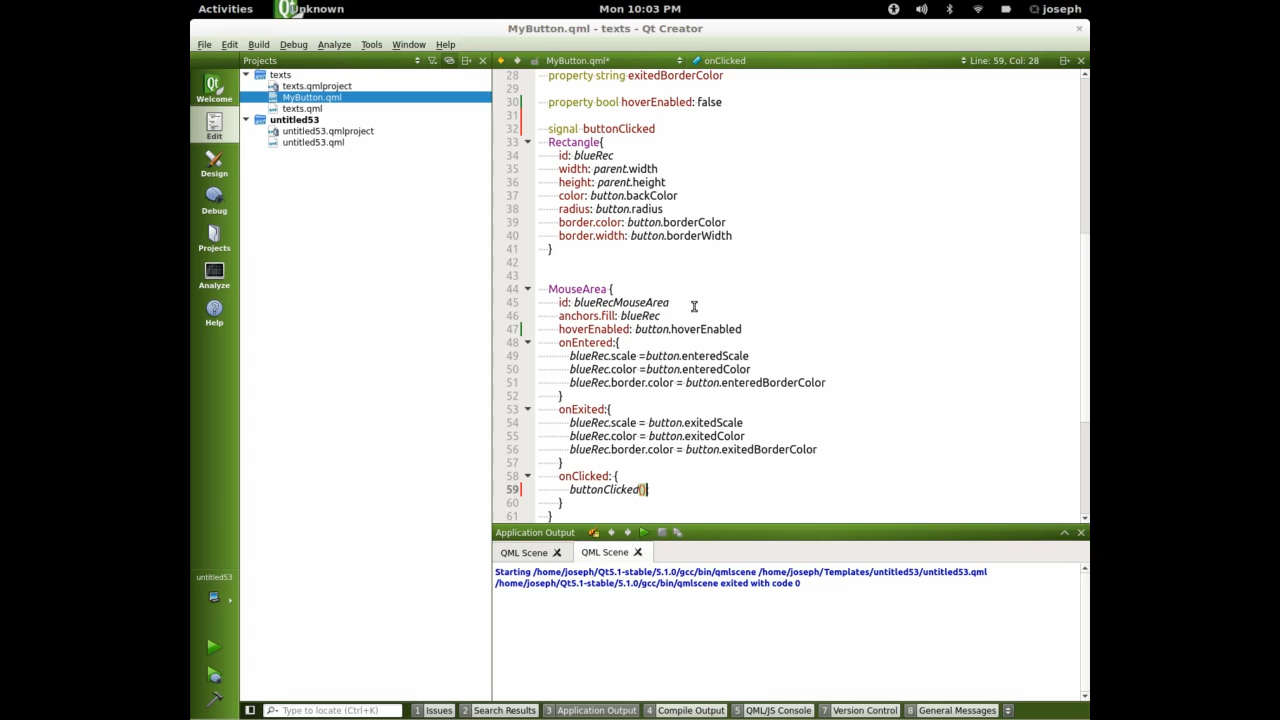 Activities Unknown Mon 10:03 PM joseph
MyButton.qml - texts - Qt Creator
File Edit Build Debug Analyze Tools Window Help
Projects MyButton.qml* onClicked Line: 59, Col: 28
Welcome
Edit
Design
Debug
Projects
Analyze
Help
untitled53
texts
texts.qmlproject
MyButton.qml
texts.qml
untitled53
untitled53.qmlproject
untitled53.qml
28 property string exitedBorderColor
29
30 property bool hoverEnabled: false
31
32 signal buttonClicked
33 Rectangle{
34 id: blueRec
35 width: parent.width
36 height: parent.height
37 color: button.backColor
38 radius: button.radius
39 border.color: button.borderColor
40 border.width: button.borderWidth
41 }
42
43
44 MouseArea {
45 id: blueRecMouseArea
46 anchors.fill: blueRec
47 hoverEnabled: button.hoverEnabled
48 onEntered:{
49 blueRec.scale =button.enteredScale
50 blueRec.color =button.enteredColor
51 blueRec.border.color = button.enteredBorderColor
52 }
53 onExited:{
54 blueRec.scale = button.exitedScale
55 blueRec.color = button.exitedColor
56 blueRec.border.color = button.exitedBorderColor
57 }
58 onClicked: {
59 buttonClicked();
60 }
61 }
Application Output
QML Scene QML Scene
Starting /home/joseph/Qt5.1-stable/5.1.0/gcc/bin/qmlscene /home/joseph/Templates/untitled53/untitled53.qml
/home/joseph/Qt5.1-stable/5.1.0/gcc/bin/qmlscene exited with code 0
Type to locate (Ctrl+K) 1 Issues 2 Search Results 3 Application Output 4 Compile Output 5 QML/JS Console 7 Version Control 8 General Messages